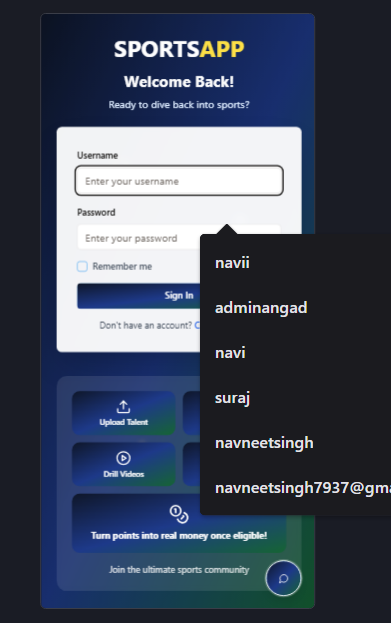 SPORTSAPP
Welcome Back!
Ready to dive back into sports?
Username
Enter your username
Password
Enter your password
Remember me
Sign In
Don't have an account?
navii
adminangad
navi
suraj
navneetsingh
navneetsingh7937@gma
Upload Talent
Drill Videos
Turn points into real money once eligible!
Join the ultimate sports community